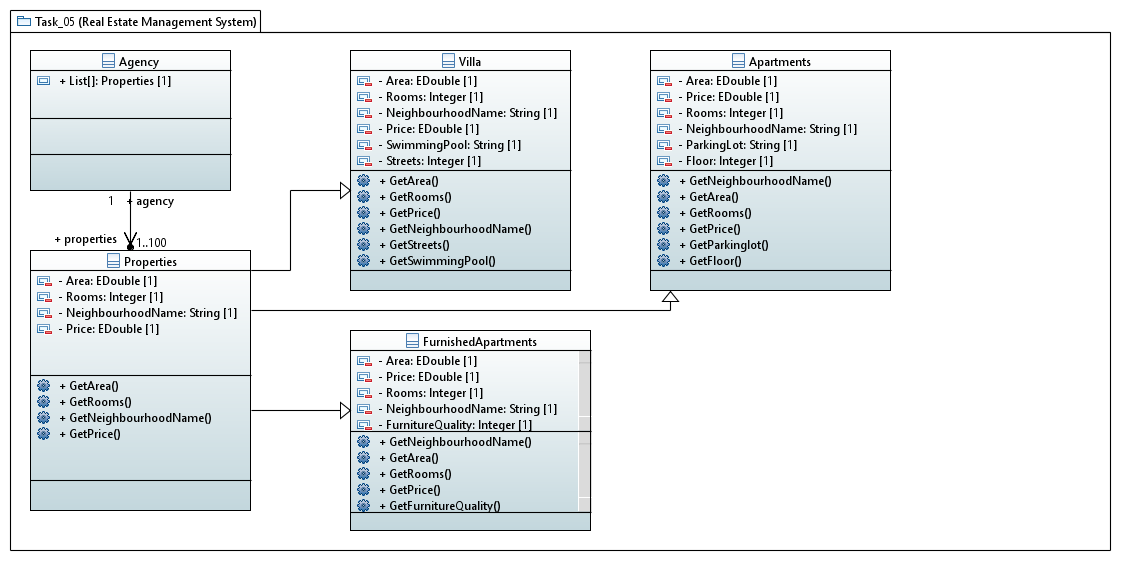 Task_05 (Real Estate Management System)
Agency
+ List[]: Properties [1]
1
+ agency
+ properties
1..100
Properties
- Area: EDouble [1]
- Rooms: Integer [1]
- NeighbourhoodName: String [1]
- Price: EDouble [1]
+ GetArea()
+ GetRooms()
+ GetNeighbourhoodName()
+ GetPrice()
Villa
- Area: EDouble [1]
- Rooms: Integer [1]
- NeighbourhoodName: String [1]
- Price: EDouble [1]
- SwimmingPool: String [1]
- Streets: Integer [1]
+ GetArea()
+ GetRooms()
+ GetPrice()
+ GetNeighbourhoodName()
+ GetStreets()
+ GetSwimmingPool()
Apartments
- Area: EDouble [1]
- Price: EDouble [1]
- Rooms: Integer [1]
- NeighbourhoodName: String [1]
- ParkingLot: String [1]
- Floor: Integer [1]
+ GetNeighbourhoodName()
+ GetArea()
+ GetRooms()
+ GetPrice()
+ GetParkinglot()
+ GetFloor()
FurnishedApartments
- Area: EDouble [1]
- Price: EDouble [1]
- Rooms: Integer [1]
- NeighbourhoodName: String [1]
- FurnitureQuality: Integer [1]
+ GetNeighbourhoodName()
+ GetArea()
+ GetRooms()
+ GetPrice()
+ GetFurnitureQuality()